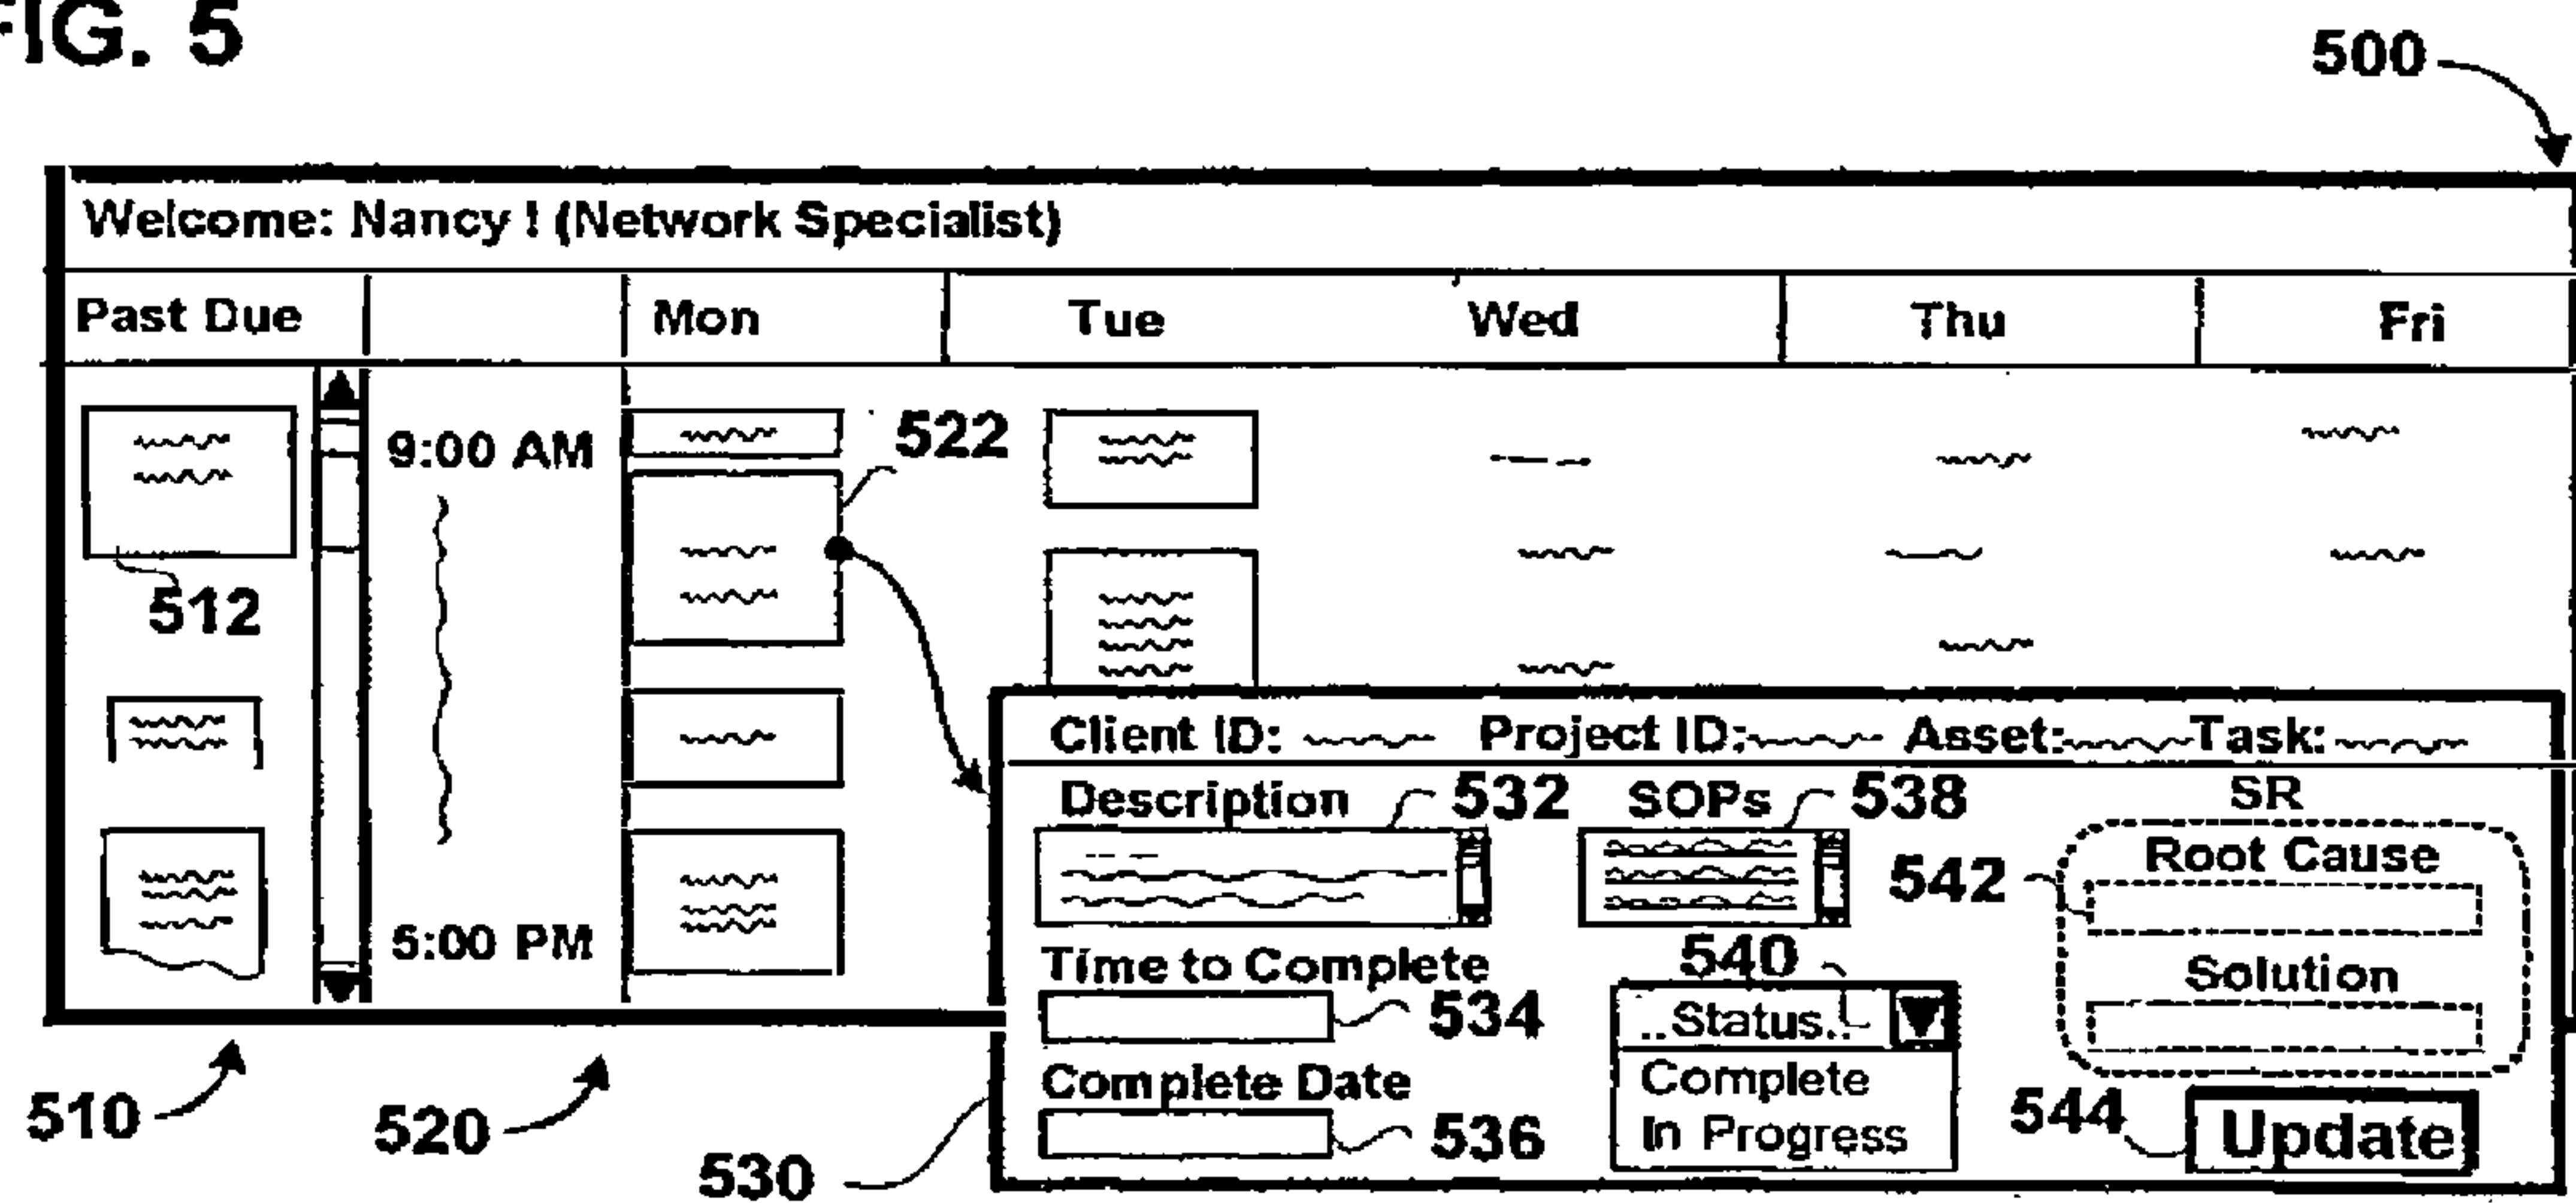 FIG. 5
500
Welcome: Nancy ! (Network Specialist)
Past Due Mon Tue Wed Thu Fri
9:00 AM
522
512
5:00 PM
Client ID: Project ID: Asset: Task:
Description 532 SOPs 538 SR
542 Root Cause
Time to Complete 540 Solution
534 ..Status..
Complete Date Complete
536 In Progress
544 Update
510 520 530